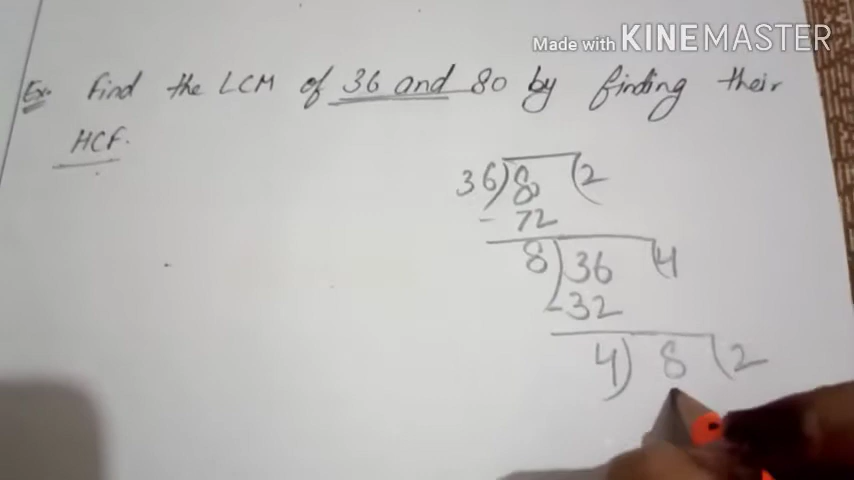 Made with KINEMASTER
Ex. Find the LCM of 36 and 80 by finding their
HCF.
36)80(2
-72
8)36(4
-32
4)8(2